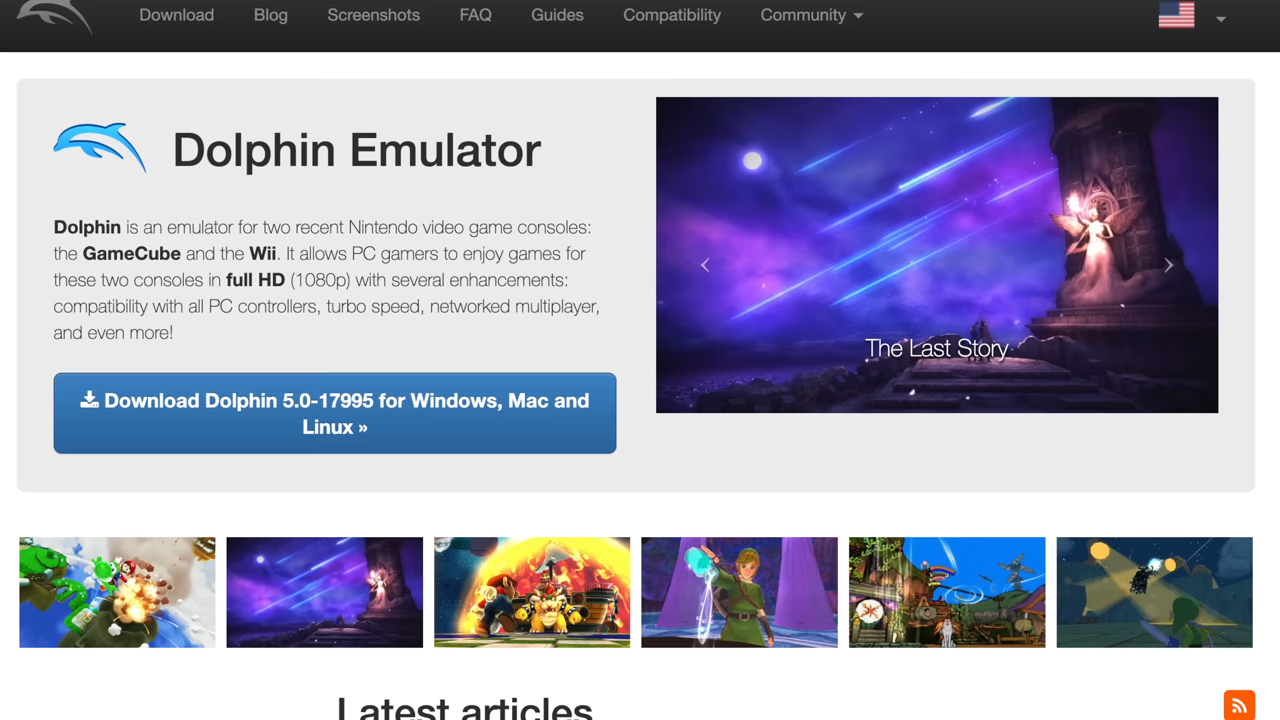 Download Blog Screenshots FAQ Guides Compatibility Community
Dolphin Emulator
Dolphin is an emulator for two recent Nintendo video game consoles:
the GameCube and the Wii. It allows PC gamers to enjoy games for
these two consoles in full HD (1080p) with several enhancements:
compatibility with all PC controllers, turbo speed, networked multiplayer,
and even more!
Download Dolphin 5.0-17995 for Windows, Mac and
Linux »
The Last Story
Latest articles